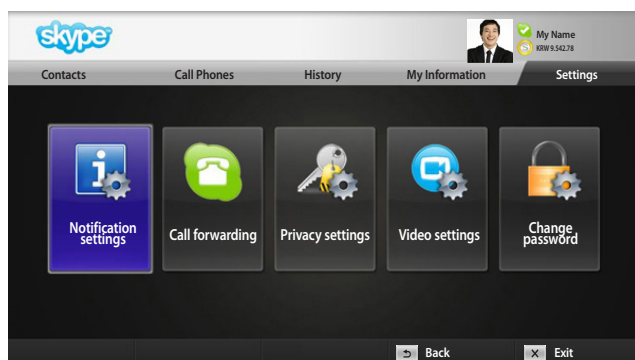 skype
My Name
S KRW 9.542.78
Contacts Call Phones History My Information Settings
i
Notification
settings
Call forwarding
Privacy settings
Video settings
Change
password
Back
X Exit